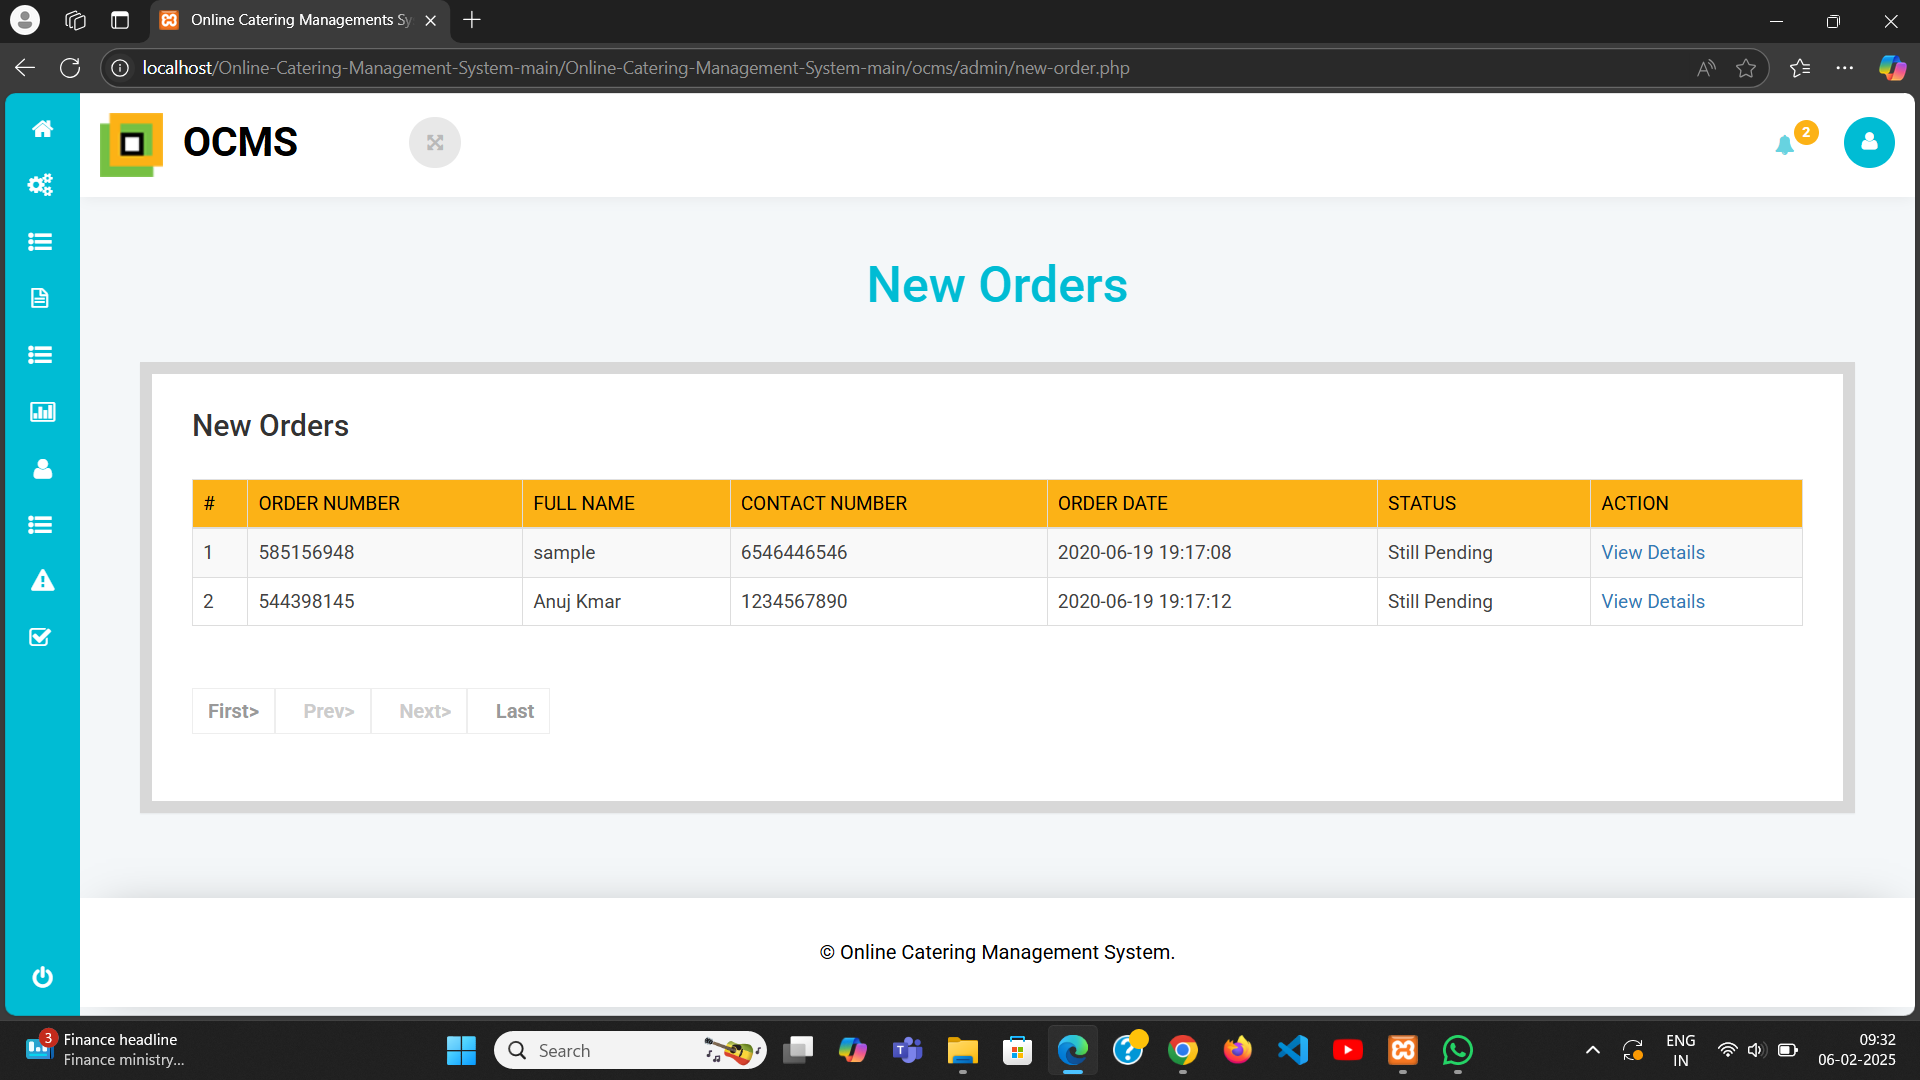 Online Catering Managements Sy
localhost/Online-Catering-Management-System-main/Online-Catering-Management-System-main/ocms/admin/new-order.php
OCMS
2
New Orders
New Orders
# ORDER NUMBER FULL NAME CONTACT NUMBER ORDER DATE STATUS ACTION
1 585156948 sample 6546446546 2020-06-19 19:17:08 Still Pending View Details
2 544398145 Anuj Kmar 1234567890 2020-06-19 19:17:12 Still Pending View Details
First> Prev> Next> Last
© Online Catering Management System.
3
Finance headline
Finance ministry...
Search
ENG
IN
09:32
06-02-2025